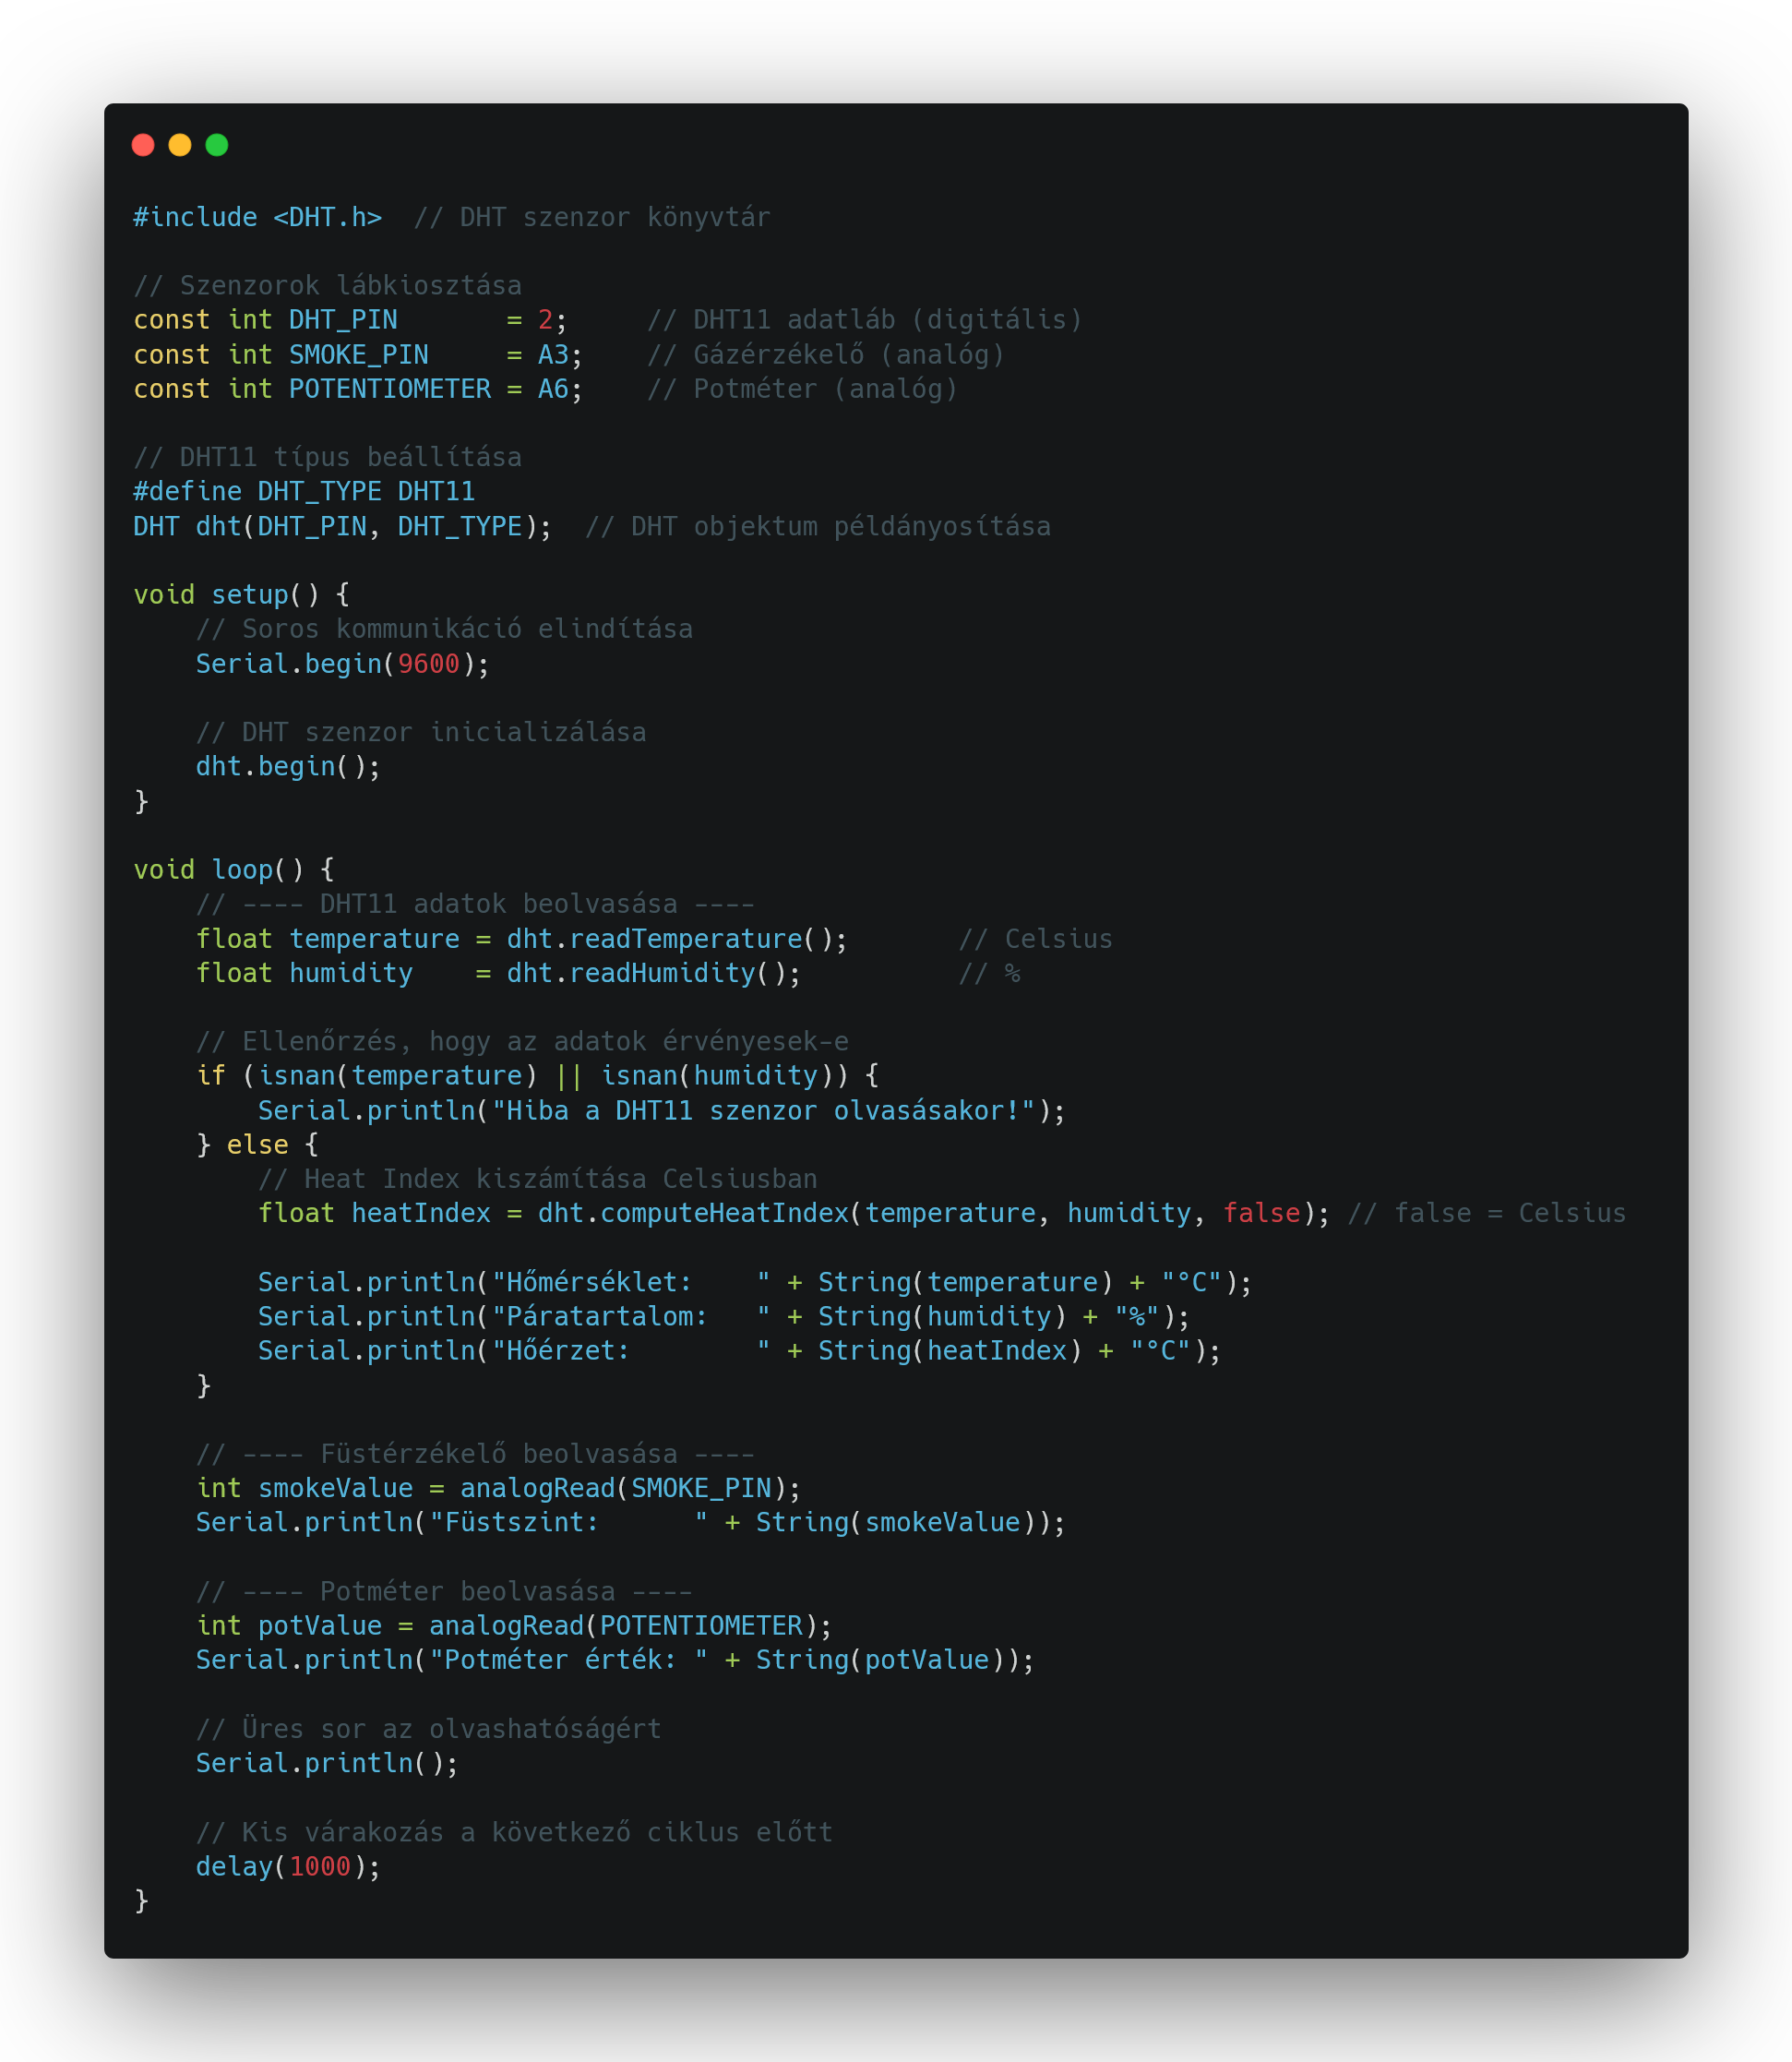 #include <DHT.h>  // DHT szenzor könyvtár

// Szenzorok lábkiosztása
const int DHT_PIN       = 2;     // DHT11 adatláb (digitális)
const int SMOKE_PIN     = A3;    // Gázérzékelő (analóg)
const int POTENTIOMETER = A6;    // Potméter (analóg)

// DHT11 típus beállítása
#define DHT_TYPE DHT11
DHT dht(DHT_PIN, DHT_TYPE);  // DHT objektum példányosítása

void setup() {
    // Soros kommunikáció elindítása
    Serial.begin(9600);

    // DHT szenzor inicializálása
    dht.begin();
}

void loop() {
    // ---- DHT11 adatok beolvasása ----
    float temperature = dht.readTemperature();       // Celsius
    float humidity    = dht.readHumidity();          // %

    // Ellenőrzés, hogy az adatok érvényesek-e
    if (isnan(temperature) || isnan(humidity)) {
        Serial.println("Hiba a DHT11 szenzor olvasásakor!");
    } else {
        // Heat Index kiszámítása Celsiusban
        float heatIndex = dht.computeHeatIndex(temperature, humidity, false); // false = Celsius

        Serial.println("Hőmérséklet:    " + String(temperature) + "°C");
        Serial.println("Páratartalom:   " + String(humidity) + "%");
        Serial.println("Hőérzet:        " + String(heatIndex) + "°C");
    }

    // ---- Füstérzékelő beolvasása ----
    int smokeValue = analogRead(SMOKE_PIN);
    Serial.println("Füstszint:      " + String(smokeValue));

    // ---- Potméter beolvasása ----
    int potValue = analogRead(POTENTIOMETER);
    Serial.println("Potméter érték: " + String(potValue));

    // Üres sor az olvashatóságért
    Serial.println();

    // Kis várakozás a következő ciklus előtt
    delay(1000);
}